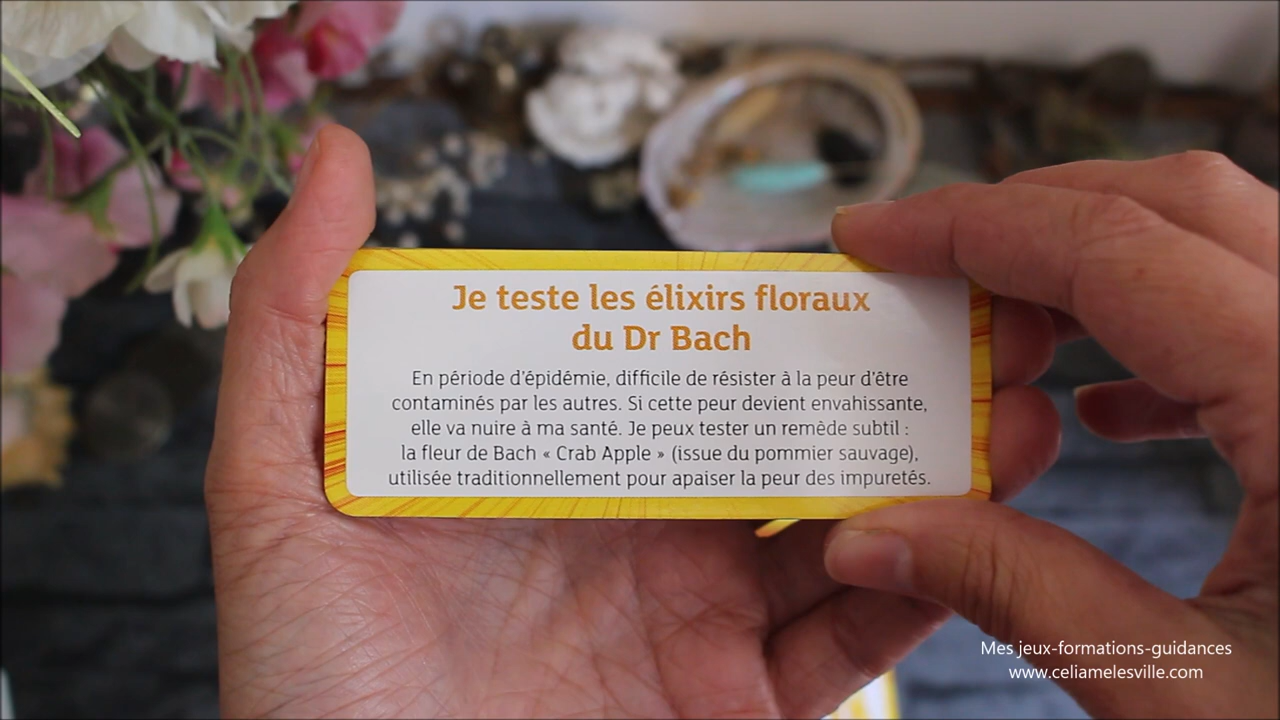 Je teste les élixirs floraux
du Dr Bach
En période d'épidémie, difficile de résister à la peur d'être
contaminés par les autres. Si cette peur devient envahissante,
elle va nuire à ma santé. Je peux tester un remède subtil :
la fleur de Bach « Crab Apple » (issue du pommier sauvage),
utilisée traditionnellement pour apaiser la peur des impuretés.
Mes jeux-formations-guidances
www.celiamelesville.com